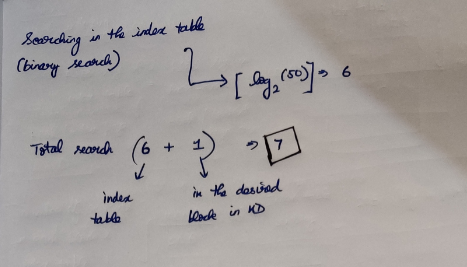 Searching in the index table
(binary search)
[log₂(50)] ⇒ 6
Total search (6 + 1) ⇒ 7
index table
in the desired block in HD